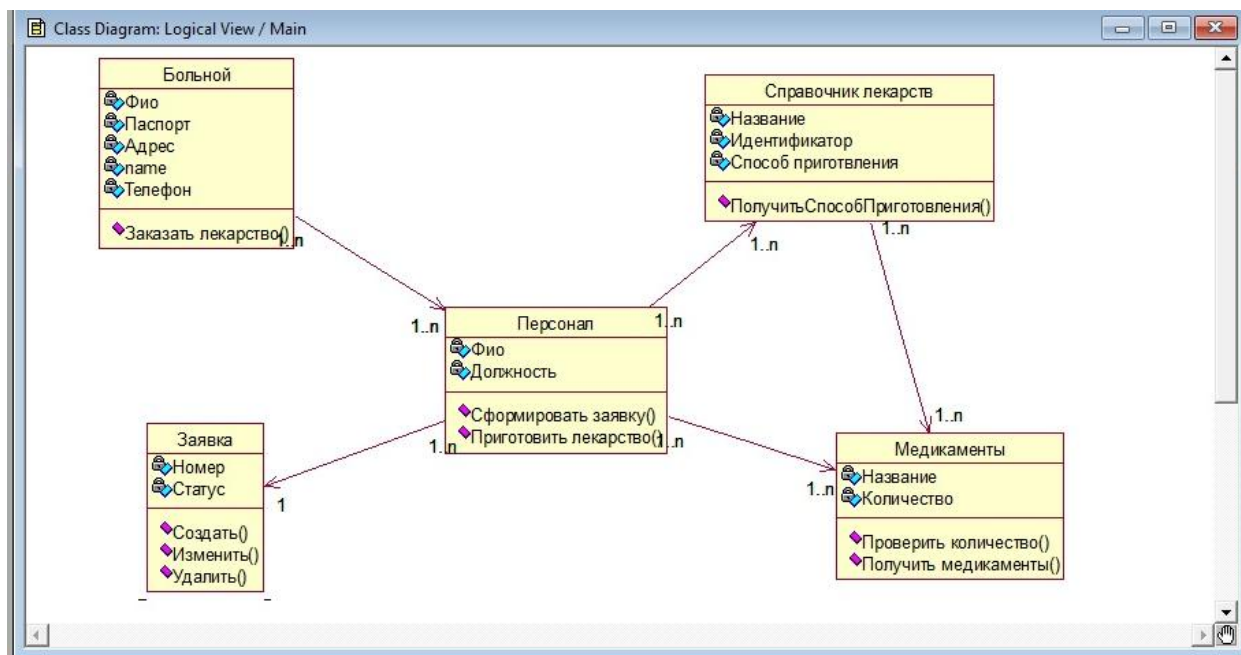 Class Diagram: Logical View / Main
Больной
Фио
Паспорт
Адрес
name
Телефон
Заказать лекарство()
1..n
Справочник лекарств
Название
Идентификатор
Способ приготвления
ПолучитьСпособПриготовления()
1..n
1..n
1..n
Персонал
1..n
Фио
Должность
Сформировать заявку()
Приготовить лекарство()
1..n
1..n
Заявка
Номер
Статус
1
Создать()
Изменить()
Удалить()
1..n
Медикаменты
1..n
Название
Количество
Проверить количество()
Получить медикаменты()